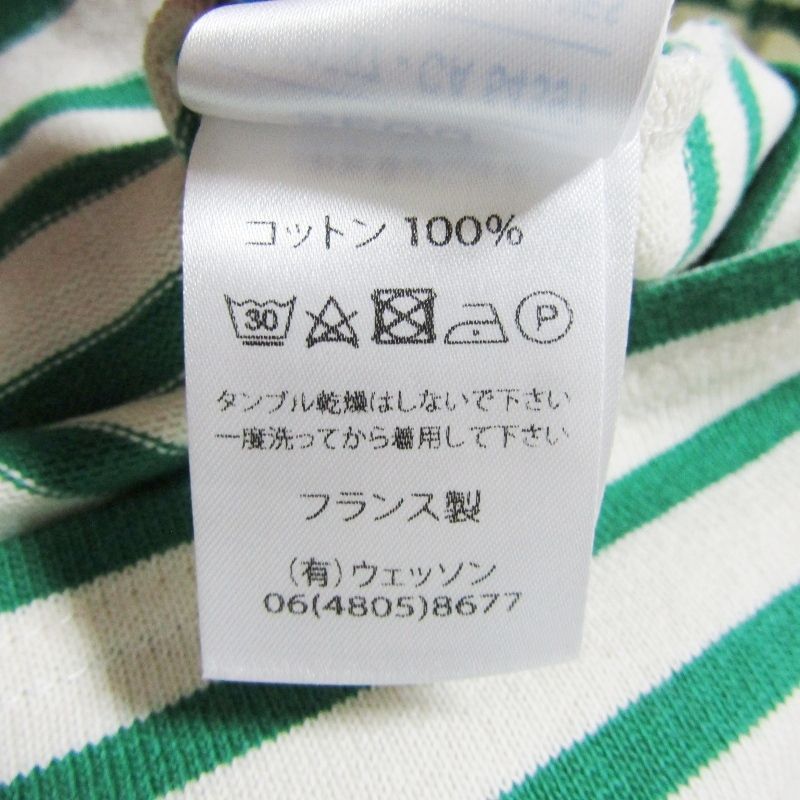 コットン 100%
30 P
タンブル乾燥はしないで下さい
一度洗ってから着用して下さい
フランス製
(有)ウェッソン
06(4805)8677